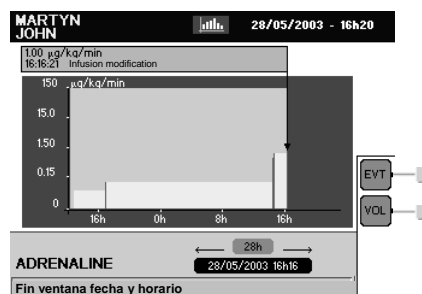 MARTYN
JOHN
28/05/2003 - 16h20
1.00 µg/kg/min
16:16:21 Infusion modification
150 µg/kg/min
15.0
1.50
0.15
0
16h 0h 8h 16h
EVT
VOL
28h
ADRENALINE
28/05/2003 16h16
Fin ventana fecha y horario